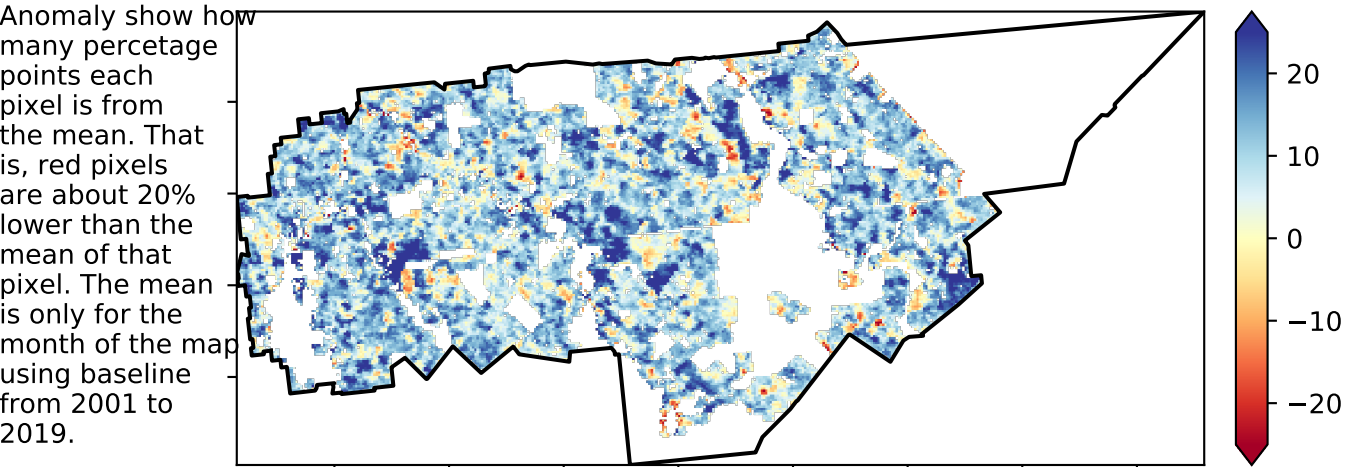 Anomaly show how
many percetage
points each
pixel is from
the mean. That
is, red pixels
are about 20%
lower than the
mean of that
pixel. The mean
is only for the
month of the map
using baseline
from 2001 to
2019.
20
10
0
−10
−20